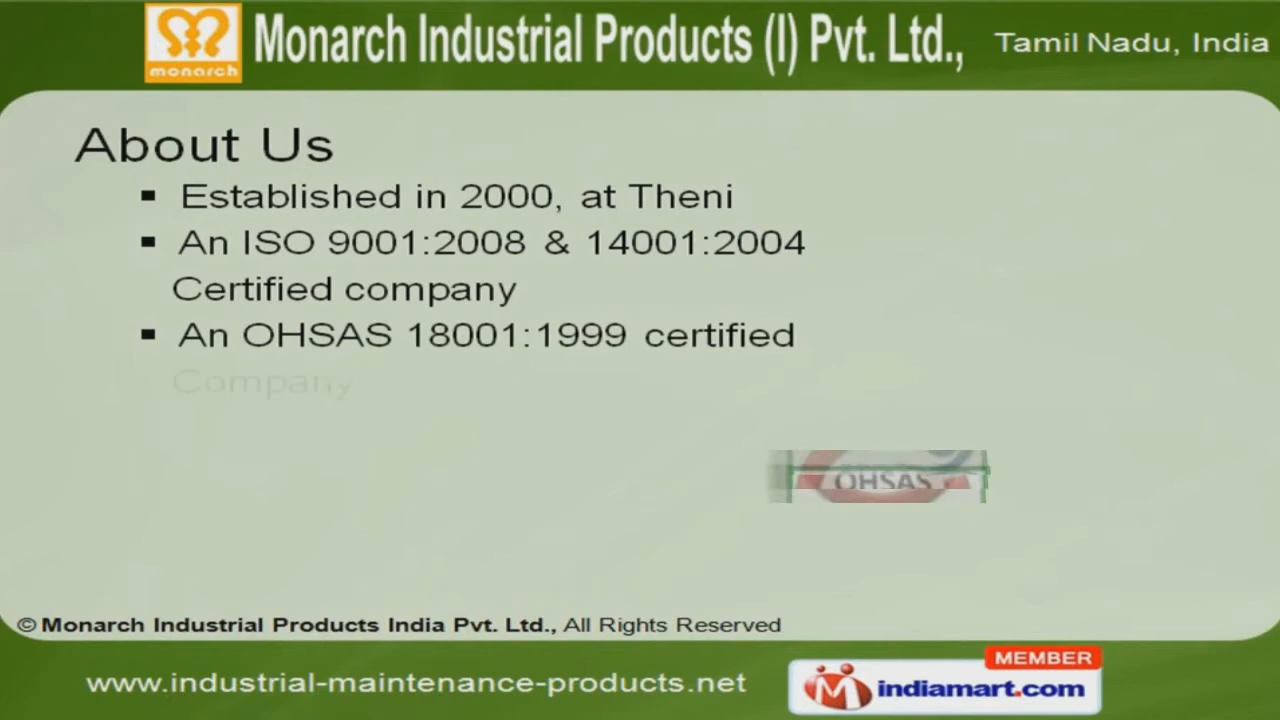 monarch
Monarch Industrial Products (I) Pvt. Ltd.,
Tamil Nadu, India
About Us
▪ Established in 2000, at Theni
▪ An ISO 9001:2008 & 14001:2004
Certified company
▪ An OHSAS 18001:1999 certified
Company
OHSAS
© Monarch Industrial Products India Pvt. Ltd., All Rights Reserved
www.industrial-maintenance-products.net
MEMBER
indiamart.com